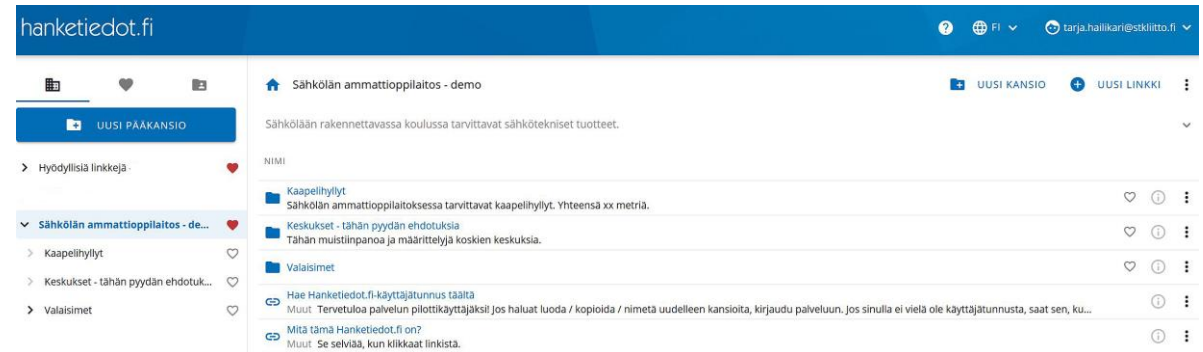 hanketiedot.fi
? FI tarja.hailikari@stkliitto.fi
Sähkölän ammattioppilaitos - demo
UUSI KANSIO
UUSI LINKKI
UUSI PÄÄKANSIO
Sähkölään rakennettavassa koulussa tarvittavat sähkötekniset tuotteet.
Hyödyllisiä linkkejä -
Sähkölän ammattioppilaitos - de...
Kaapelihyllyt
Keskukset - tähän pyydän ehdotuk...
Valaisimet
NIMI
Kaapelihyllyt
Sähkölän ammattioppilaitoksessa tarvittavat kaapelihyllyt. Yhteensä xx metriä.
Keskukset - tähän pyydän ehdotuksia
Tähän muistiinpanoa ja määrittelyjä koskien keskuksia.
Valaisimet
Hae Hanketiedot.fi-käyttäjätunnus täältä
Muut Tervetuloa palvelun pilottikäyttäjäksi! Jos haluat luoda / kopioida / nimetä uudelleen kansioita, kirjaudu palveluun. Jos sinulla ei vielä ole käyttäjätunnusta, saat sen, ku...
Mitä tämä Hanketiedot.fi on?
Muut Se selviää, kun klikkaat linkistä.